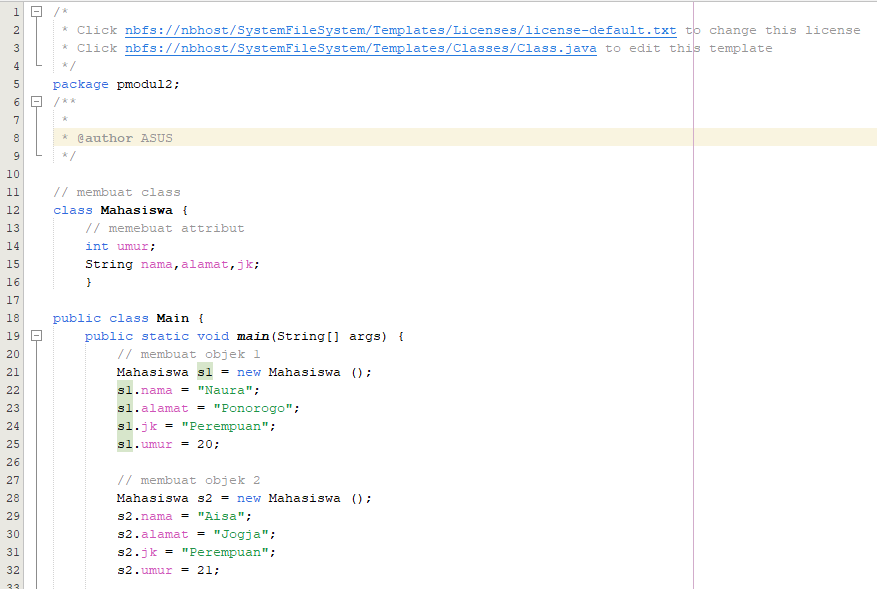 1 /*
2 * Click nbfs://nbhost/SystemFileSystem/Templates/Licenses/license-default.txt to change this license
3 * Click nbfs://nbhost/SystemFileSystem/Templates/Classes/Class.java to edit this template
4 */
5 package pmodul2;
6 /**
7 *
8 * @author ASUS
9 */
10
11 // membuat class
12 class Mahasiswa {
13 // memebuat attribut
14 int umur;
15 String nama,alamat,jk;
16 }
17
18 public class Main {
19 public static void main(String[] args) {
20 // membuat objek 1
21 Mahasiswa s1 = new Mahasiswa ();
22 s1.nama = "Naura";
23 s1.alamat = "Ponorogo";
24 s1.jk = "Perempuan";
25 s1.umur = 20;
26
27 // membuat objek 2
28 Mahasiswa s2 = new Mahasiswa ();
29 s2.nama = "Aisa";
30 s2.alamat = "Jogja";
31 s2.jk = "Perempuan";
32 s2.umur = 21;
33